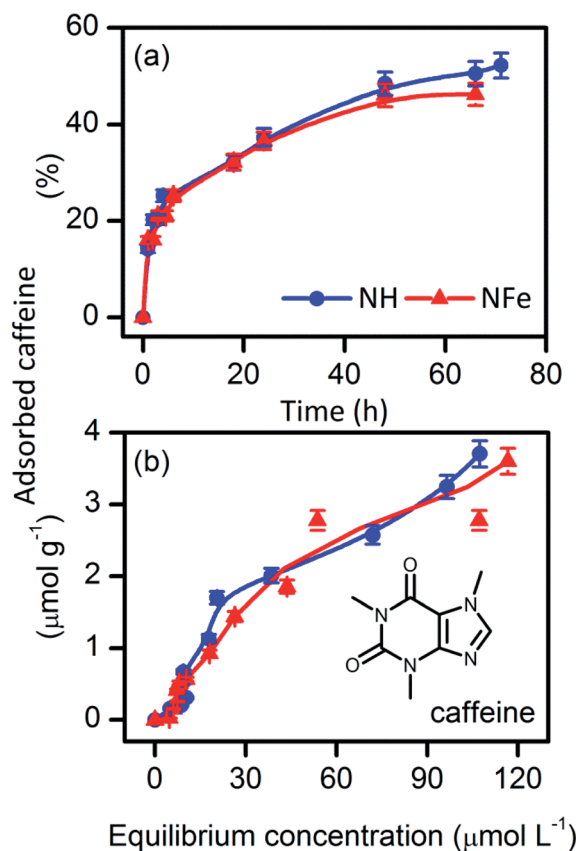 (a)
60
40
20
0
NH NFe
0 20 40 60 80
Time (h)
Adsorbed caffeine
(%)
(μmol g⁻¹)
(b)
4
3
2
1
0
O
N
N
O
N
N
caffeine
0 30 60 90 120
Equilibrium concentration (μmol L⁻¹)